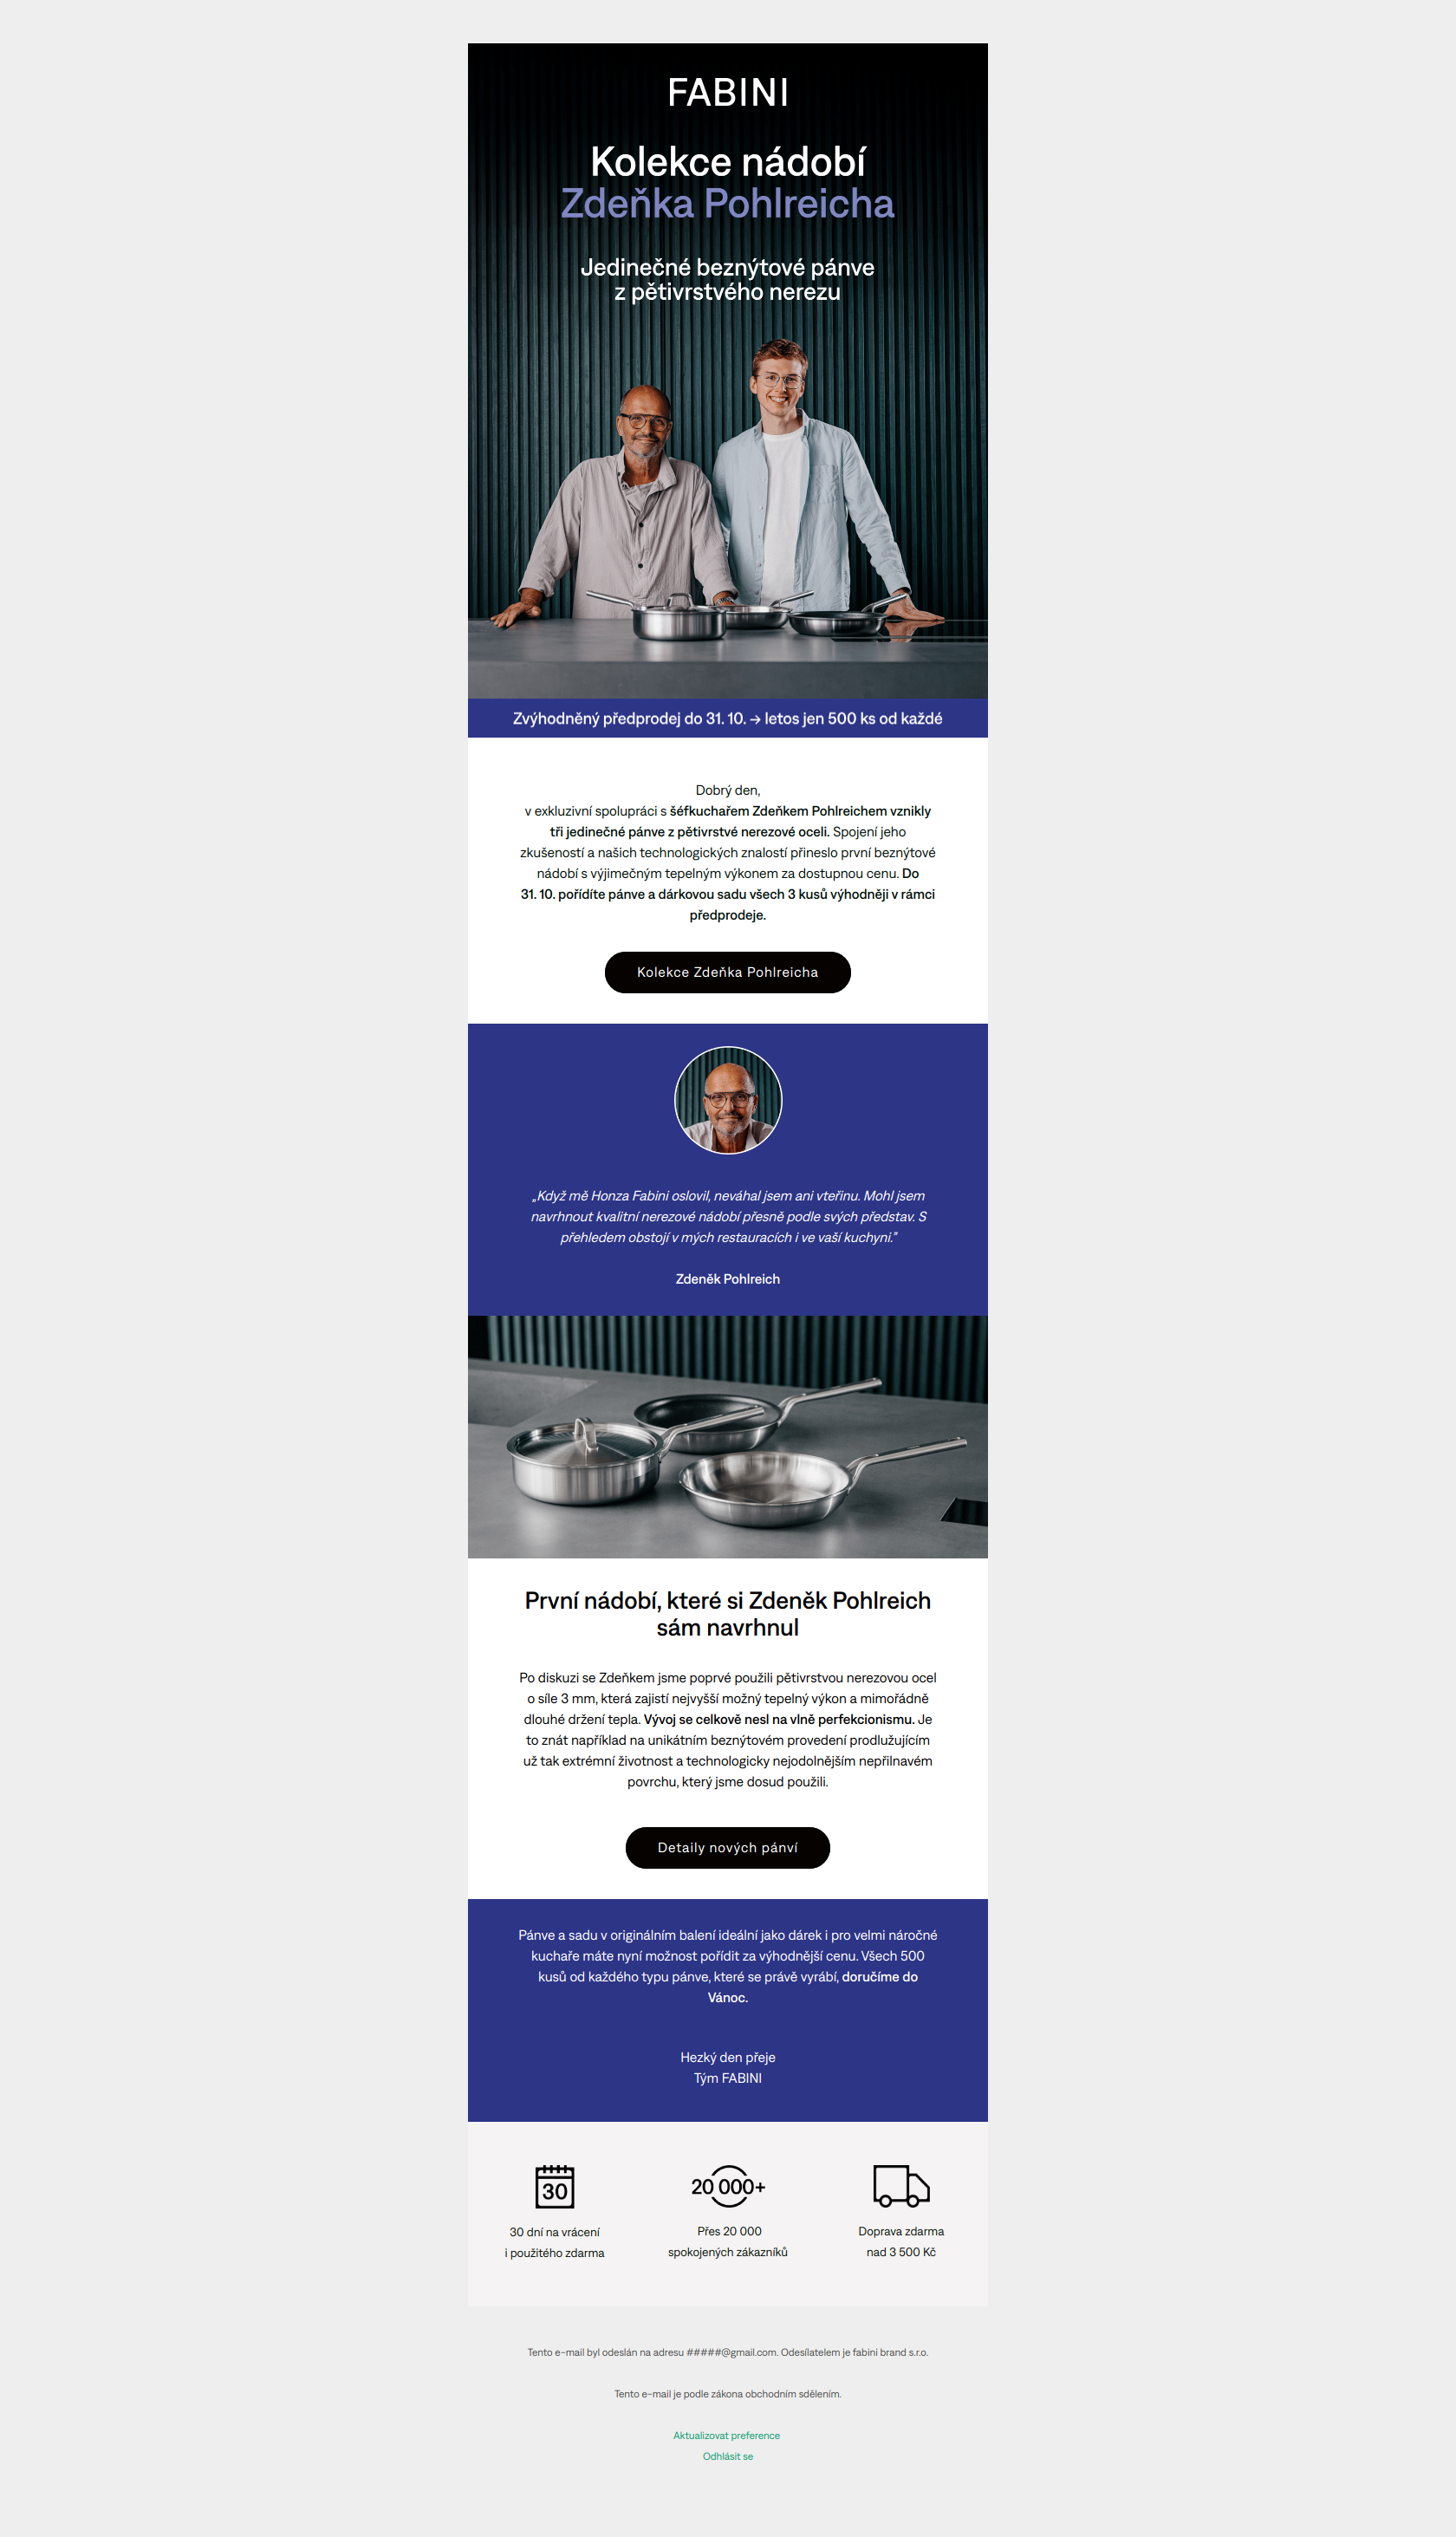 FABINI
Kolekce nádobí
Zdeňka Pohlreicha
Jedinečné beznýtové pánve
z pětivrstvého nerezu
Zvýhodněný předprodej do 31. 10. → letos jen 500 ks od každé
Dobrý den,
v exkluzivní spolupráci s šéfkuchařem Zdeňkem Pohlreichem vznikly
tři jedinečné pánve z pětivrstvé nerezové oceli. Spojení jeho
zkušeností a našich technologických znalostí přineslo první beznýtové
nádobí s výjimečným tepelným výkonem za dostupnou cenu. Do
31. 10. pořídíte pánve a dárkovou sadu všech 3 kusů výhodněji v rámci
předprodeje.
Kolekce Zdeňka Pohlreicha
„Když mě Honza Fabini oslovil, neváhal jsem ani vteřinu. Mohl jsem
navrhnout kvalitní nerezové nádobí přesně podle svých představ. S
přehledem obstojí v mých restauracích i ve vaší kuchyni.”
Zdeněk Pohlreich
První nádobí, které si Zdeněk Pohlreich
sám navrhnul
Po diskuzi se Zdeňkem jsme poprvé použili pětivrstvou nerezovou ocel
o síle 3 mm, která zajistí nejvyšší možný tepelný výkon a mimořádně
dlouhé držení tepla. Vývoj se celkově nesl na vlně perfekcionismu. Je
to znát například na unikátním beznýtovém provedení prodlužujícím
už tak extrémní životnost a technologicky nejodolnějším nepřilnavém
povrchu, který jsme dosud použili.
Detaily nových pánví
Pánve a sadu v originálním balení ideální jako dárek i pro velmi náročné
kuchaře máte nyní možnost pořídit za výhodnější cenu. Všech 500
kusů od každého typu pánve, které se právě vyrábí, doručíme do
Vánoc.
Hezký den přeje
Tým FABINI
30
30 dní na vrácení
i použitého zdarma
20 000+
Přes 20 000
spokojených zákazníků
Doprava zdarma
nad 3 500 Kč
Tento e-mail byl odeslán na adresu #####@gmail.com. Odesílatelem je fabini brand s.r.o.
Tento e-mail je podle zákona obchodním sdělením.
Aktualizovat preference
Odhlásit se